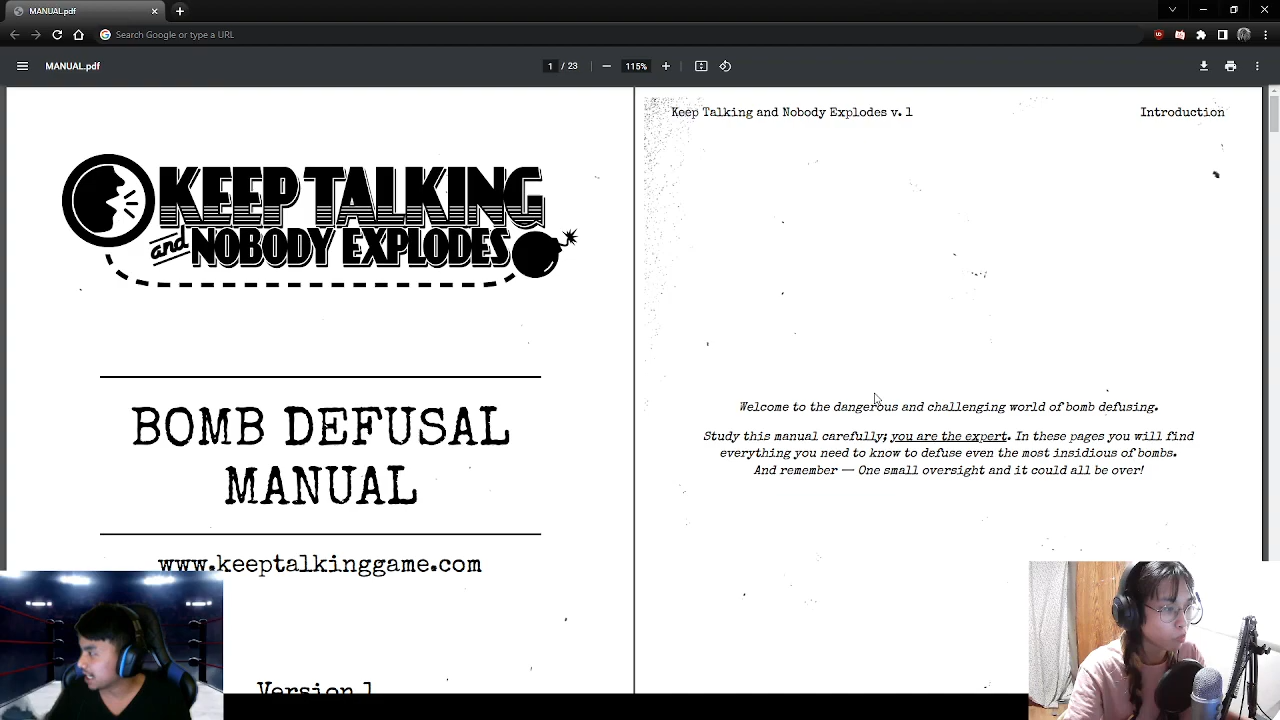 MANUAL.pdf
Search Google or type a URL
MANUAL.pdf
1 / 23
115%
KEEP TALKING
and NOBODY EXPLODES
BOMB DEFUSAL
MANUAL
www.keeptalkinggame.com
Version 1
Keep Talking and Nobody Explodes v. 1
Introduction
Welcome to the dangerous and challenging world of bomb defusing.
Study this manual carefully; you are the expert. In these pages you will find
everything you need to know to defuse even the most insidious of bombs.
And remember — One small oversight and it could all be over!